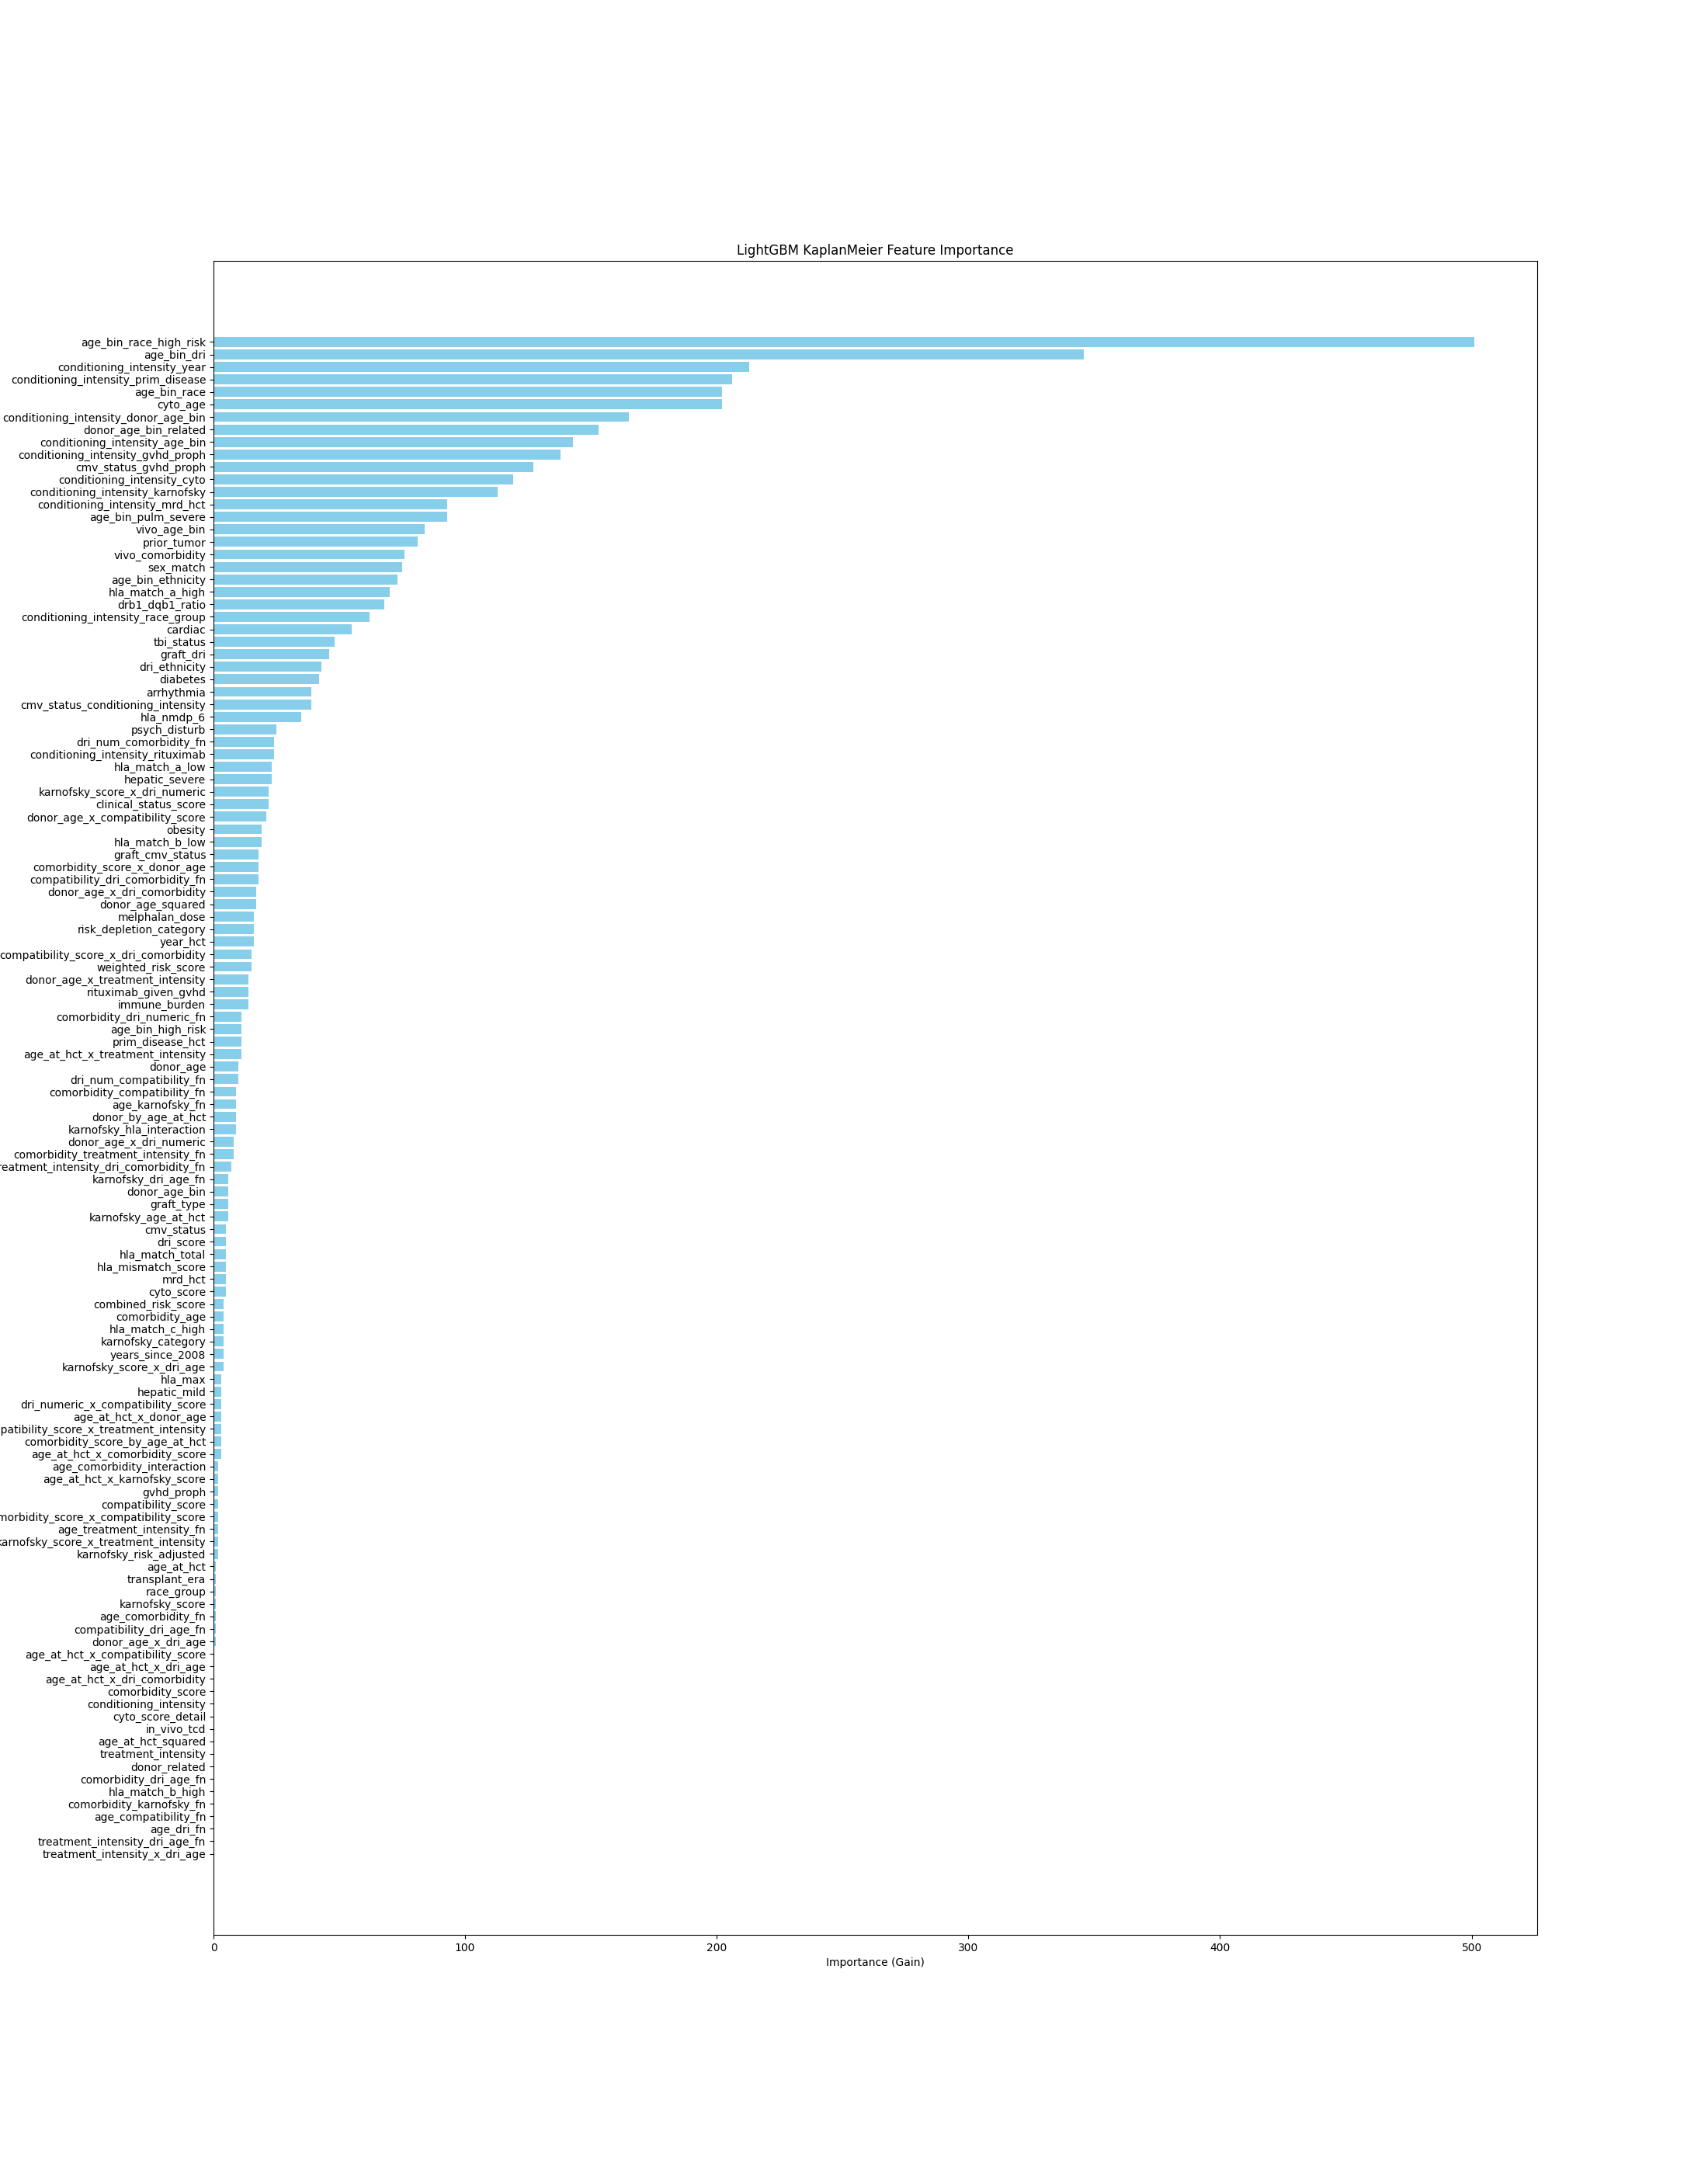 LightGBM KaplanMeier Feature Importance
age_bin_race_high_risk
age_bin_dri
conditioning_intensity_year
conditioning_intensity_prim_disease
age_bin_race
cyto_age
conditioning_intensity_donor_age_bin
donor_age_bin_related
conditioning_intensity_age_bin
conditioning_intensity_gvhd_proph
cmv_status_gvhd_proph
conditioning_intensity_cyto
conditioning_intensity_karnofsky
conditioning_intensity_mrd_hct
age_bin_pulm_severe
vivo_age_bin
prior_tumor
vivo_comorbidity
sex_match
age_bin_ethnicity
hla_match_a_high
drb1_dqb1_ratio
conditioning_intensity_race_group
cardiac
tbi_status
graft_dri
dri_ethnicity
diabetes
arrhythmia
cmv_status_conditioning_intensity
hla_nmdp_6
psych_disturb
dri_num_comorbidity_fn
conditioning_intensity_rituximab
hla_match_a_low
hepatic_severe
karnofsky_score_x_dri_numeric
clinical_status_score
donor_age_x_compatibility_score
obesity
hla_match_b_low
graft_cmv_status
comorbidity_score_x_donor_age
compatibility_dri_comorbidity_fn
donor_age_x_dri_comorbidity
donor_age_squared
melphalan_dose
risk_depletion_category
year_hct
compatibility_score_x_dri_comorbidity
weighted_risk_score
donor_age_x_treatment_intensity
rituximab_given_gvhd
immune_burden
comorbidity_dri_numeric_fn
age_bin_high_risk
prim_disease_hct
age_at_hct_x_treatment_intensity
donor_age
dri_num_compatibility_fn
comorbidity_compatibility_fn
age_karnofsky_fn
donor_by_age_at_hct
karnofsky_hla_interaction
donor_age_x_dri_numeric
comorbidity_treatment_intensity_fn
reatment_intensity_dri_comorbidity_fn
karnofsky_dri_age_fn
donor_age_bin
graft_type
karnofsky_age_at_hct
cmv_status
dri_score
hla_match_total
hla_mismatch_score
mrd_hct
cyto_score
combined_risk_score
comorbidity_age
hla_match_c_high
karnofsky_category
years_since_2008
karnofsky_score_x_dri_age
hla_max
hepatic_mild
dri_numeric_x_compatibility_score
age_at_hct_x_donor_age
patibility_score_x_treatment_intensity
comorbidity_score_by_age_at_hct
age_at_hct_x_comorbidity_score
age_comorbidity_interaction
age_at_hct_x_karnofsky_score
gvhd_proph
compatibility_score
morbidity_score_x_compatibility_score
age_treatment_intensity_fn
karnofsky_score_x_treatment_intensity
karnofsky_risk_adjusted
age_at_hct
transplant_era
race_group
karnofsky_score
age_comorbidity_fn
compatibility_dri_age_fn
donor_age_x_dri_age
age_at_hct_x_compatibility_score
age_at_hct_x_dri_age
age_at_hct_x_dri_comorbidity
comorbidity_score
conditioning_intensity
cyto_score_detail
in_vivo_tcd
age_at_hct_squared
treatment_intensity
donor_related
comorbidity_dri_age_fn
hla_match_b_high
comorbidity_karnofsky_fn
age_compatibility_fn
age_dri_fn
treatment_intensity_dri_age_fn
treatment_intensity_x_dri_age
0 100 200 300 400 500
Importance (Gain)